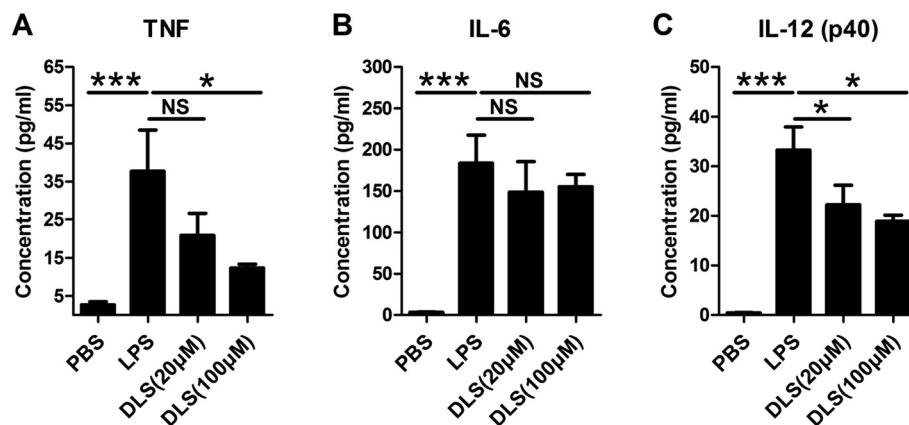 A TNF
Concentration (pg/ml)
65
55
45
35
25
15
5
*** *
NS
PBS
LPS
DLS(20µM)
DLS(100µM)
B IL-6
Concentration (pg/ml)
300
250
200
150
100
50
0
*** NS
NS
PBS
LPS
DLS(20µM)
DLS(100µM)
C IL-12 (p40)
Concentration (pg/ml)
50
40
30
20
10
0
*** *
*
PBS
LPS
DLS(20µM)
DLS(100µM)